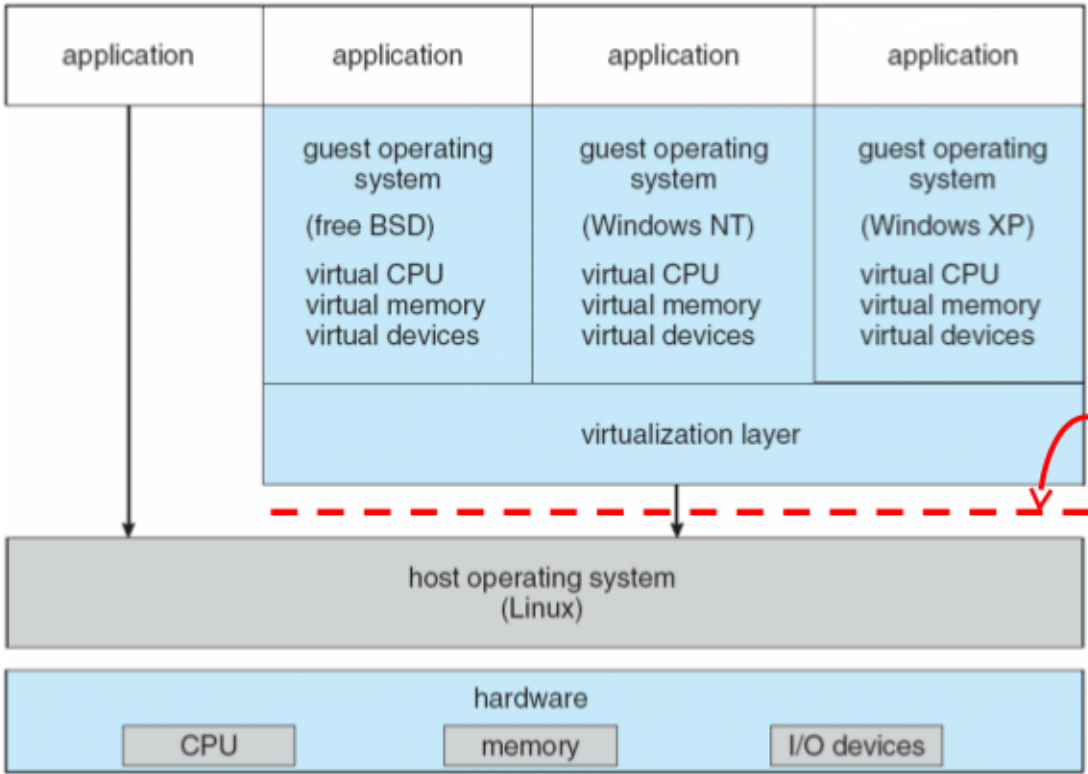 application
application
application
application
guest operating
system
(free BSD)
virtual CPU
virtual memory
virtual devices
guest operating
system
(Windows NT)
virtual CPU
virtual memory
virtual devices
guest operating
system
(Windows XP)
virtual CPU
virtual memory
virtual devices
virtualization layer
host operating system
(Linux)
hardware
CPU
memory
I/O devices